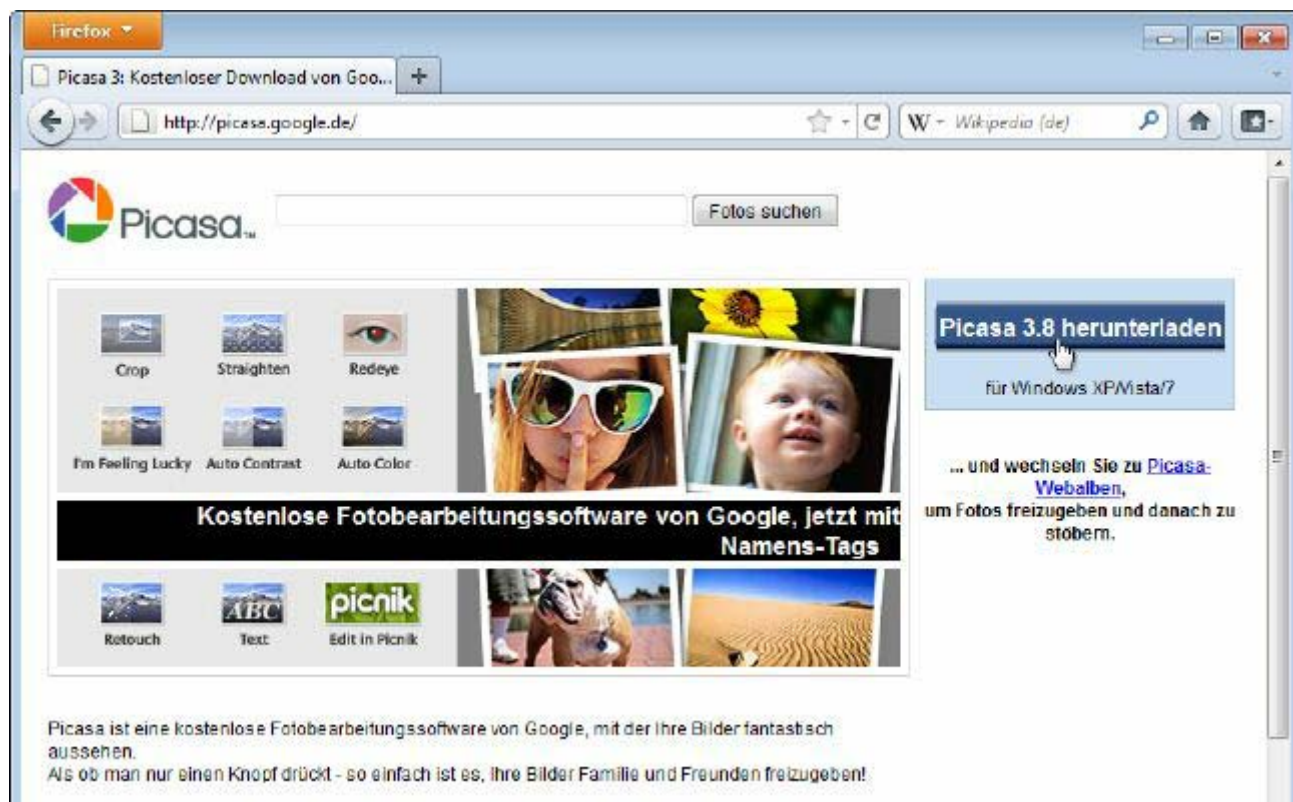 Firefox
Picasa 3: Kostenloser Download von Goo...
http://picasa.google.de/
W - Wikipedia (de)
Picasa™
Fotos suchen
Crop
Straighten
Redeye
I'm Feeling Lucky
Auto Contrast
Auto Color
Kostenlose Fotobearbeitungssoftware von Google, jetzt mit
Namens-Tags
Retouch
ABC
Text
picnik
Edit in Picnik
Picasa 3.8 herunterladen
für Windows XP/Vista/7
... und wechseln Sie zu Picasa-
Webalben,
um Fotos freizugeben und danach zu
stöbern.
Picasa ist eine kostenlose Fotobearbeitungssoftware von Google, mit der Ihre Bilder fantastisch
aussehen.
Als ob man nur einen Knopf drückt - so einfach ist es, Ihre Bilder Familie und Freunden freizugeben!